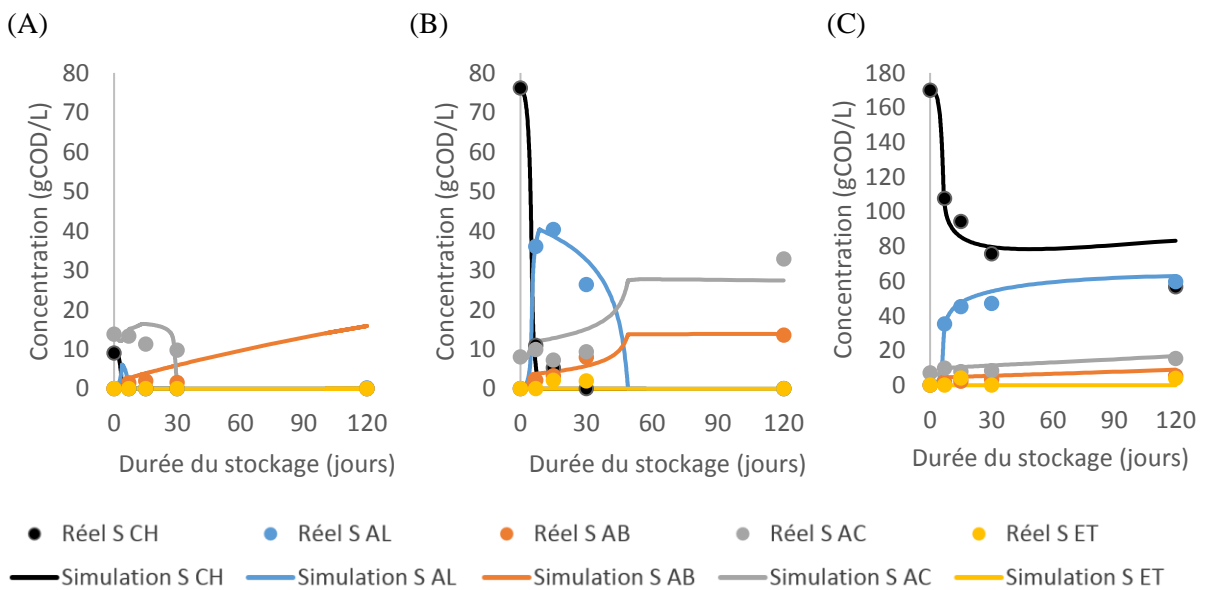 (A)
(B)
(C)
Concentration (gCOD/L)
80
70
60
50
40
30
20
10
0
0 30 60 90 120
Durée du stockage (jours)
Concentration (gCOD/L)
80
70
60
50
40
30
20
10
0
0 30 60 90 120
Durée du stockage (jours)
Concentration (gCOD/L)
180
160
140
120
100
80
60
40
20
0
0 30 60 90 120
Durée du stockage (jours)
Réel S CH Réel S AL Réel S AB Réel S AC Réel S ET
Simulation S CH Simulation S AL Simulation S AB Simulation S AC Simulation S ET